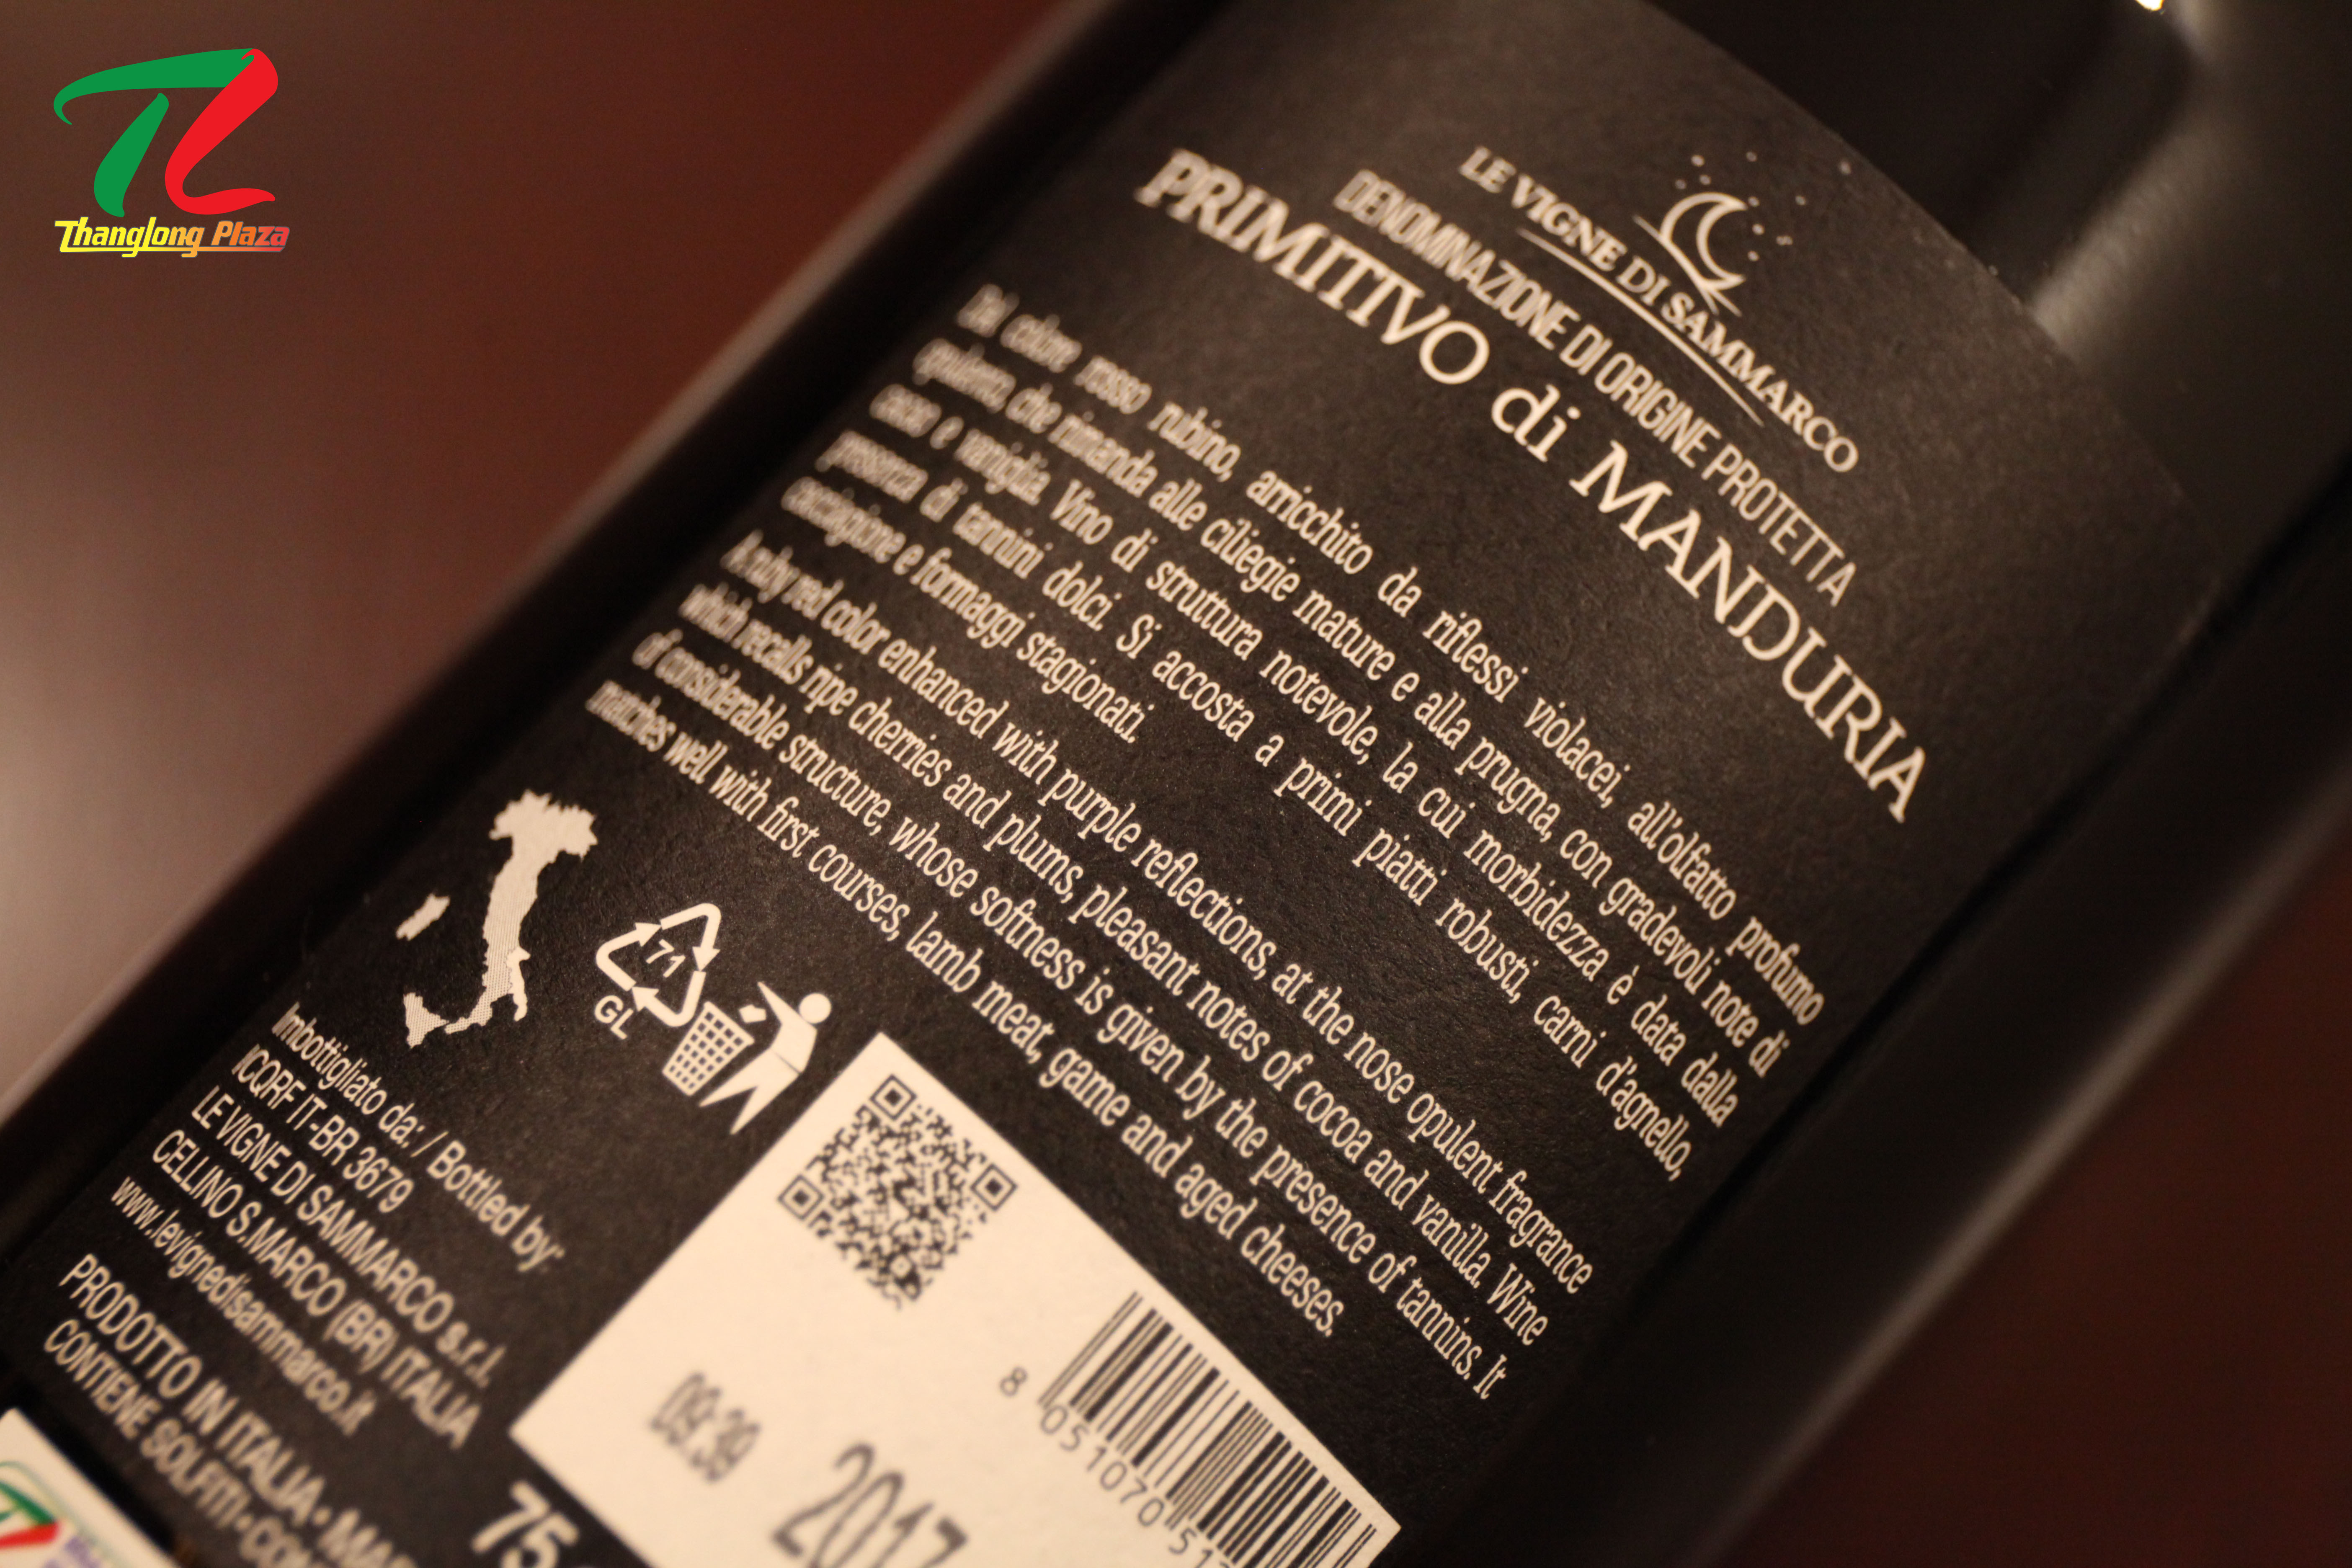 Thanglong Plaza
LE VIGNE DI SAMMARCO
DENOMINAZIONE DI ORIGINE PROTETTA
PRIMITIVO di MANDURIA
Di colore rosso rubino, arricchito da riflessi violacei, all'olfatto profumo
opulento, che rimanda alle ciliegie mature e alla prugna, con gradevoli note di
cacao e vaniglia. Vino di struttura notevole, la cui morbidezza è data dalla
presenza di tannini dolci. Si accosta a primi piatti robusti, carni d'agnello,
cacciagione e formaggi stagionati.
A ruby red color enhanced with purple reflections, at the nose opulent fragrance
which recalls ripe cherries and plums, pleasant notes of cocoa and vanilla. Wine
of considerable structure, whose softness is given by the presence of tannins. It
matches well with first courses, lamb meat, game and aged cheeses.
71
GL
Imbottigliato da: / Bottled by:
ICQRF IT-BR 3679
LE VIGNE DI SAMMARCO s.r.l.
CELLINO S.MARCO (BR) ITALIA
www.levignedisammarco.it
PRODOTTO IN ITALIA •
CONTIENE SOLFITI •
8 051070 51
09:39
2017
75